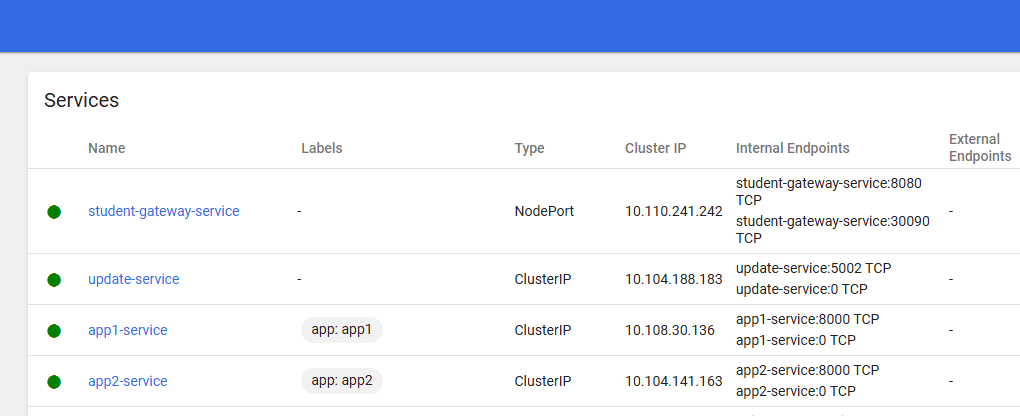 Services
Name Labels Type Cluster IP Internal Endpoints External Endpoints
student-gateway-service - NodePort 10.110.241.242 student-gateway-service:8080 TCP -
student-gateway-service:30090 TCP
update-service - ClusterIP 10.104.188.183 update-service:5002 TCP -
update-service:0 TCP
app1-service app: app1 ClusterIP 10.108.30.136 app1-service:8000 TCP -
app1-service:0 TCP
app2-service app: app2 ClusterIP 10.104.141.163 app2-service:8000 TCP -
app2-service:0 TCP